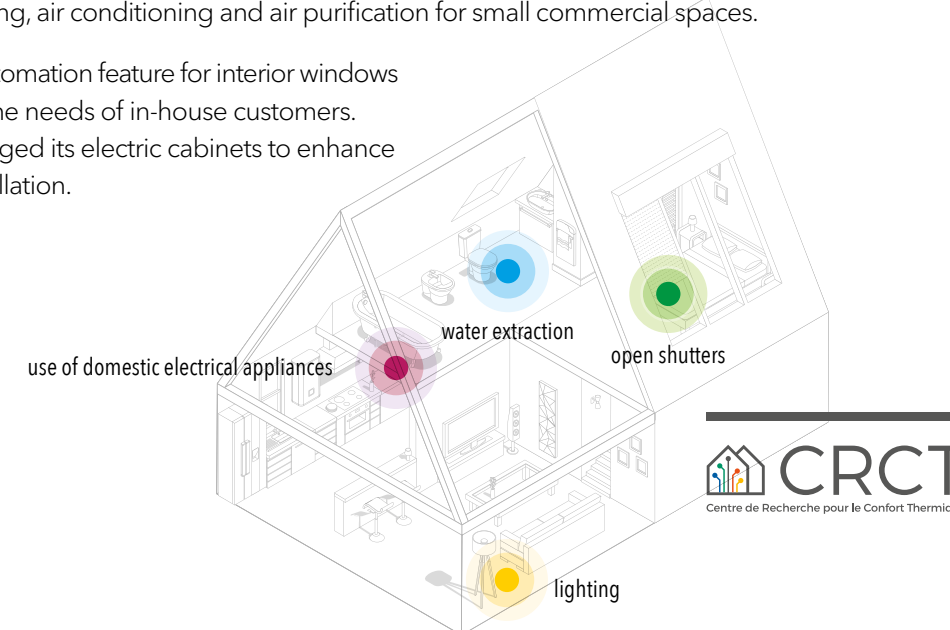 ng, air conditioning and air purification for small commercial spaces.
tomation feature for interior windows
he needs of in-house customers.
ged its electric cabinets to enhance
llation.
water extraction
open shutters
use of domestic electrical appliances
CRCT
Centre de Recherche pour le Confort Thermic
lighting